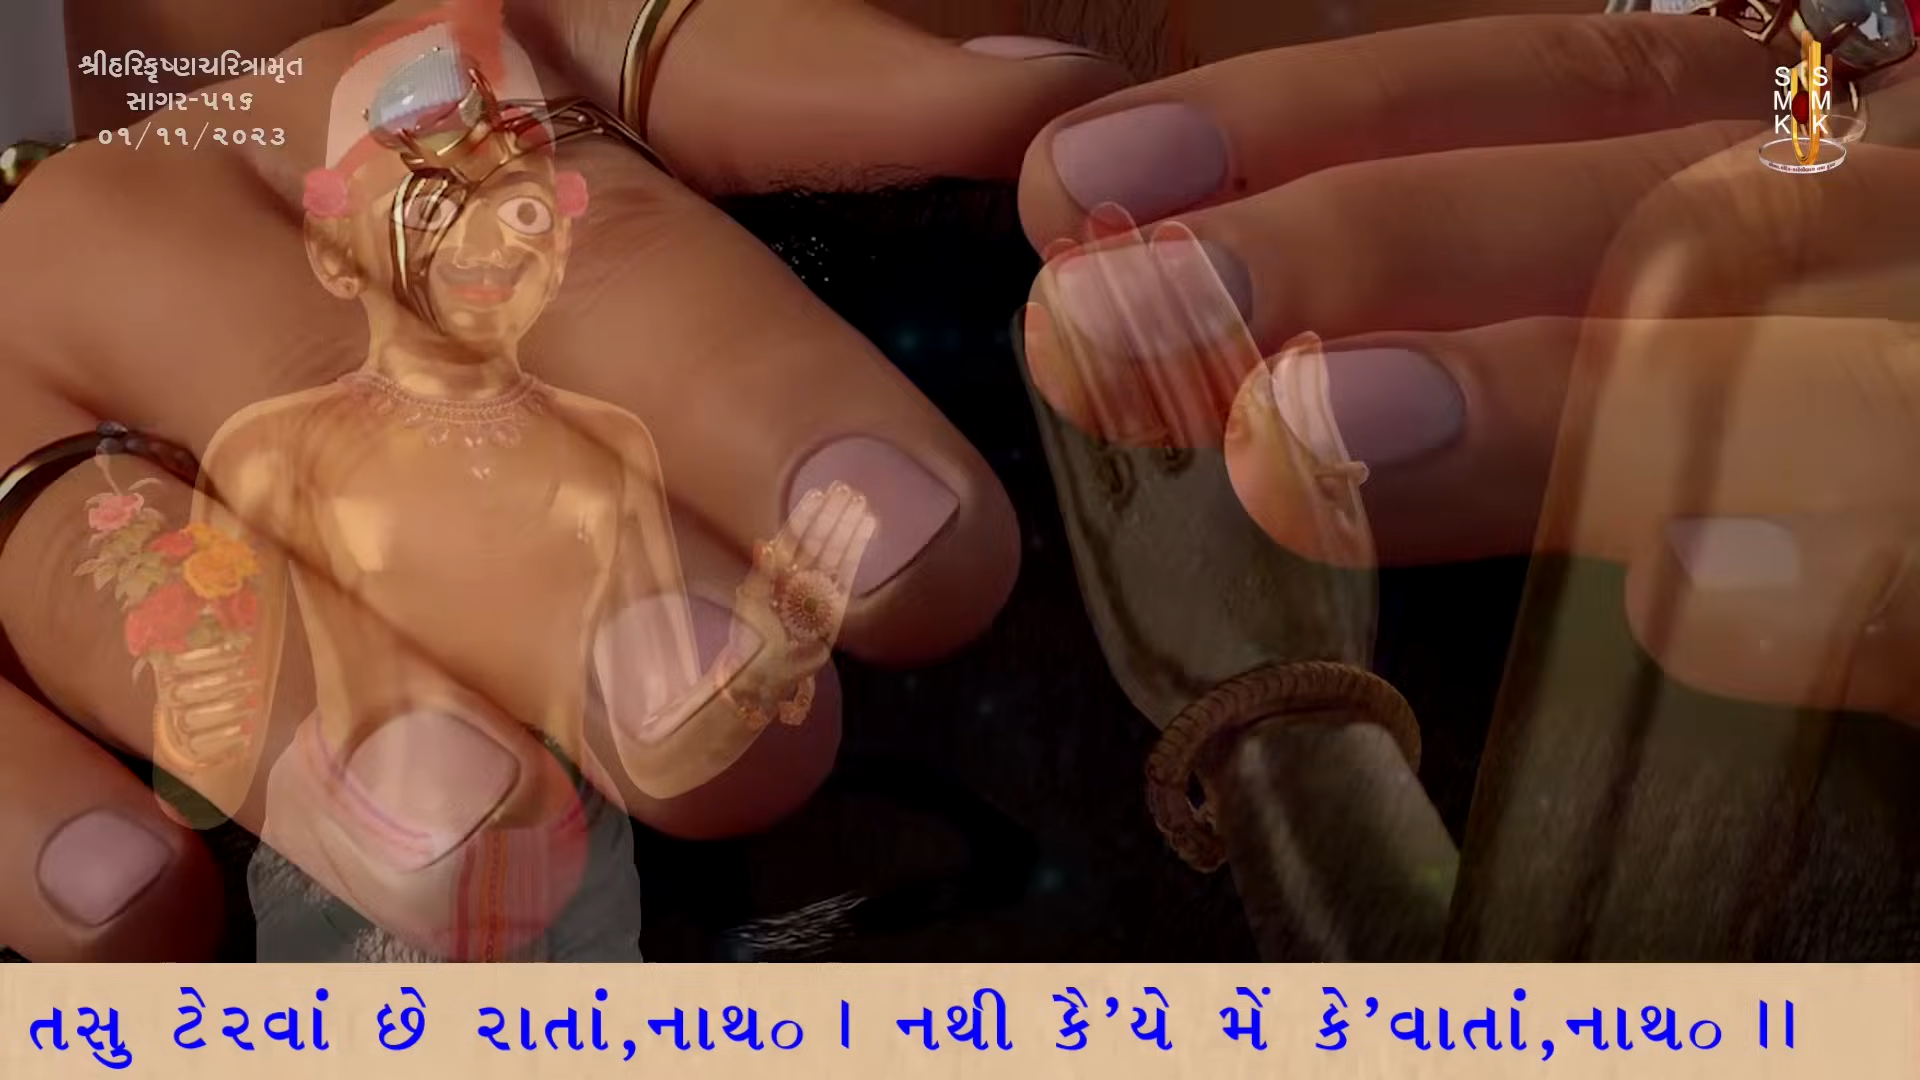 શ્રીહરિકૃષ્ણચરિત્રામૃત
સાગર-૫૧૬
૦૧/૧૧/૨૦૨૩
S S
M M
K K
તસુ ટેરવાં છે રાતાં,નાથ૦ । નથી કૈ’યે મેં કે’વાતાં,નાથ૦ ।।